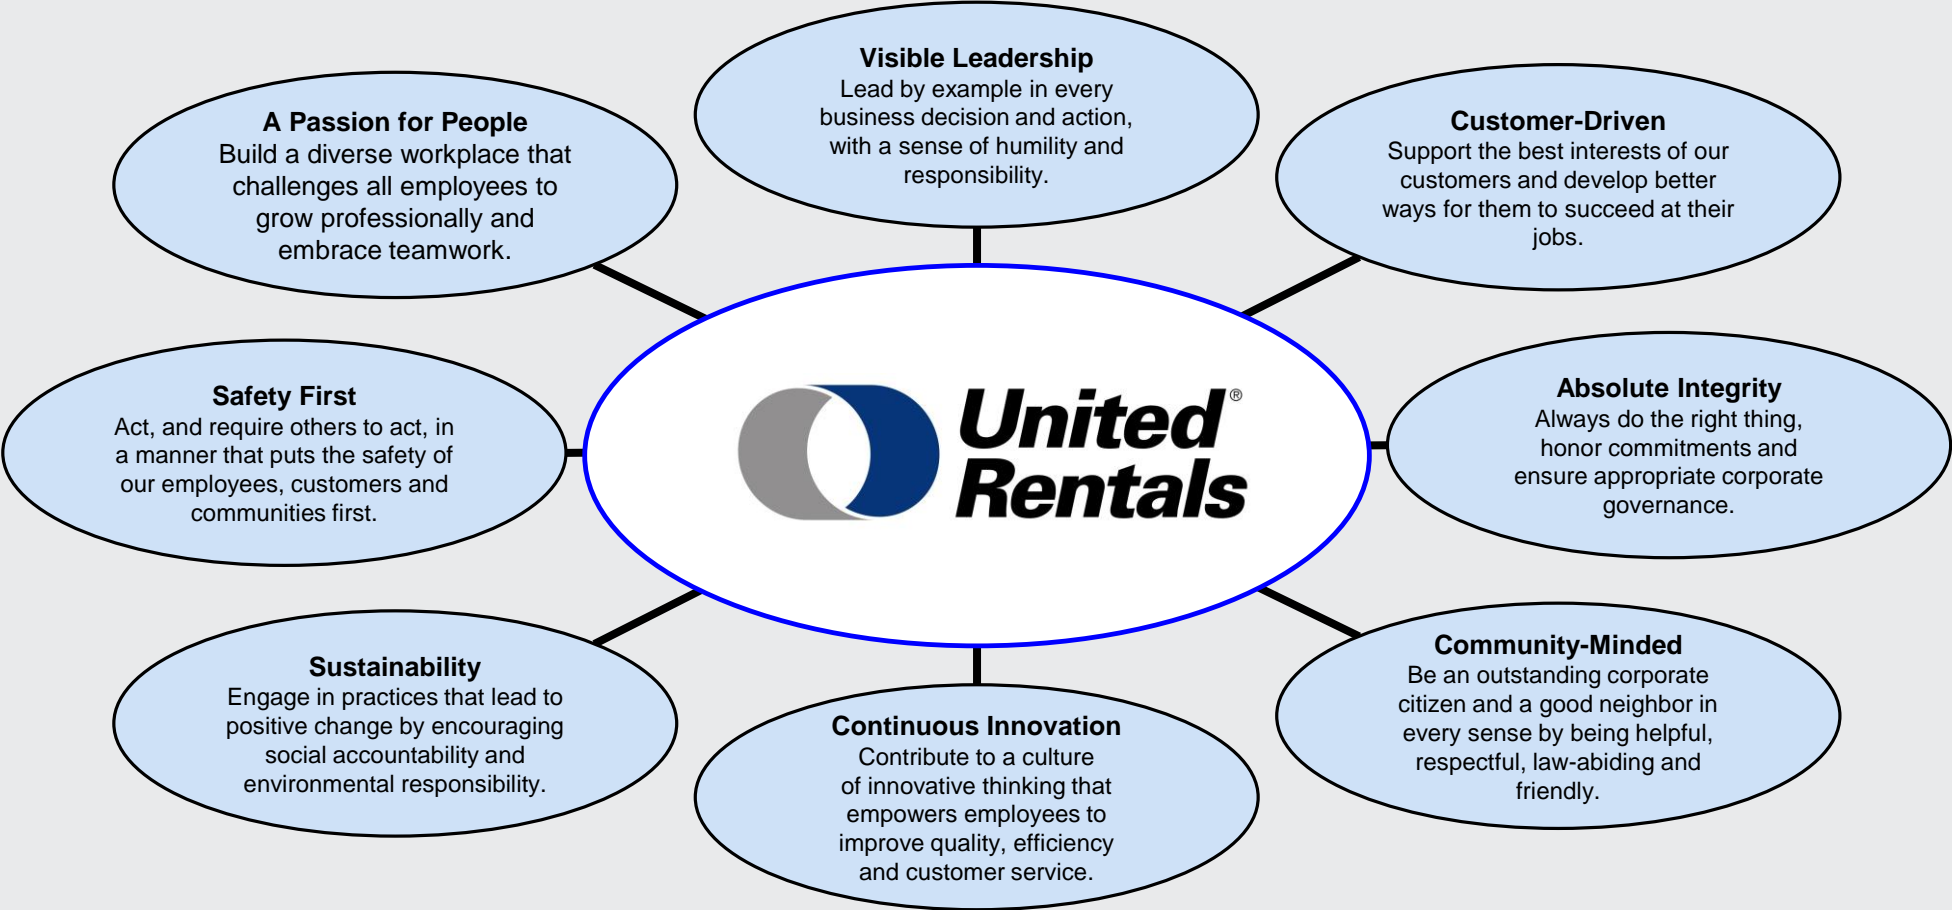 Visible Leadership
Lead by example in every
business decision and action,
with a sense of humility and
responsibility.
A Passion for People
Build a diverse workplace that
challenges all employees to
grow professionally and
embrace teamwork.
Customer-Driven
Support the best interests of our
customers and develop better
ways for them to succeed at their
jobs.
Safety First
Act, and require others to act, in
a manner that puts the safety of
our employees, customers and
communities first.
United®
Rentals
Absolute Integrity
Always do the right thing,
honor commitments and
ensure appropriate corporate
governance.
Sustainability
Engage in practices that lead to
positive change by encouraging
social accountability and
environmental responsibility.
Continuous Innovation
Contribute to a culture
of innovative thinking that
empowers employees to
improve quality, efficiency
and customer service.
Community-Minded
Be an outstanding corporate
citizen and a good neighbor in
every sense by being helpful,
respectful, law-abiding and
friendly.